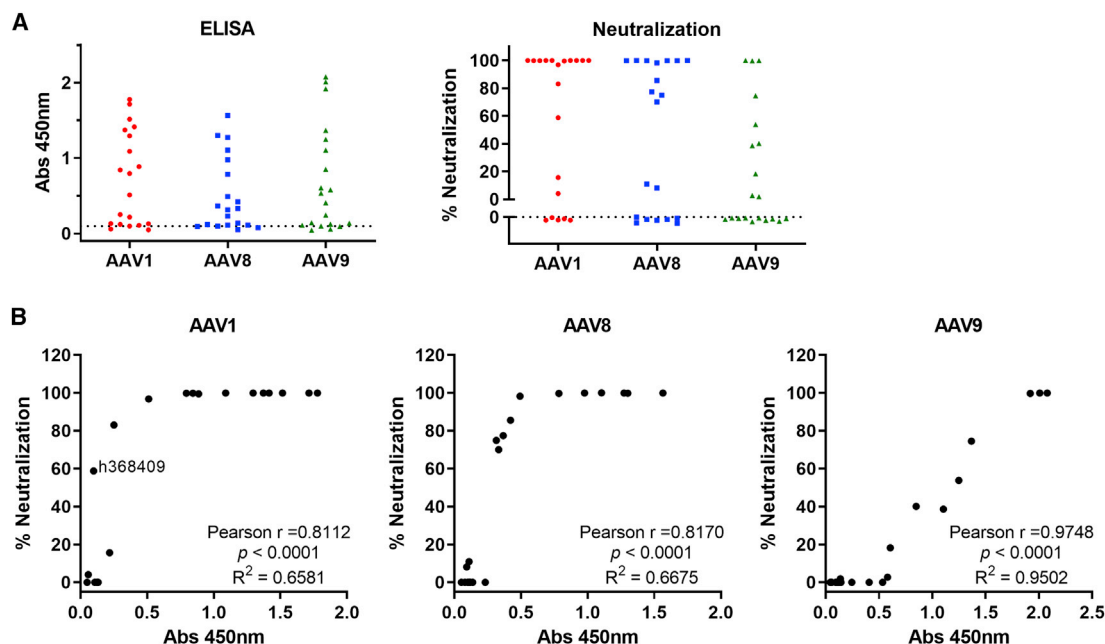 A
ELISA
Abs 450nm
2
1
0
AAV1 AAV8 AAV9
Neutralization
% Neutralization
100
80
60
40
20
0
0
AAV1 AAV8 AAV9
B
AAV1
% Neutralization
120
100
80
60
40
20
0
h368409
Pearson r =0.8112
p < 0.0001
R² = 0.6581
0.0 0.5 1.0 1.5 2.0
Abs 450nm
AAV8
% Neutralization
120
100
80
60
40
20
0
Pearson r =0.8170
p < 0.0001
R² = 0.6675
0.0 0.5 1.0 1.5 2.0
Abs 450nm
AAV9
% Neutralization
120
100
80
60
40
20
0
Pearson r =0.9748
p < 0.0001
R² = 0.9502
0.0 0.5 1.0 1.5 2.0 2.5
Abs 450nm